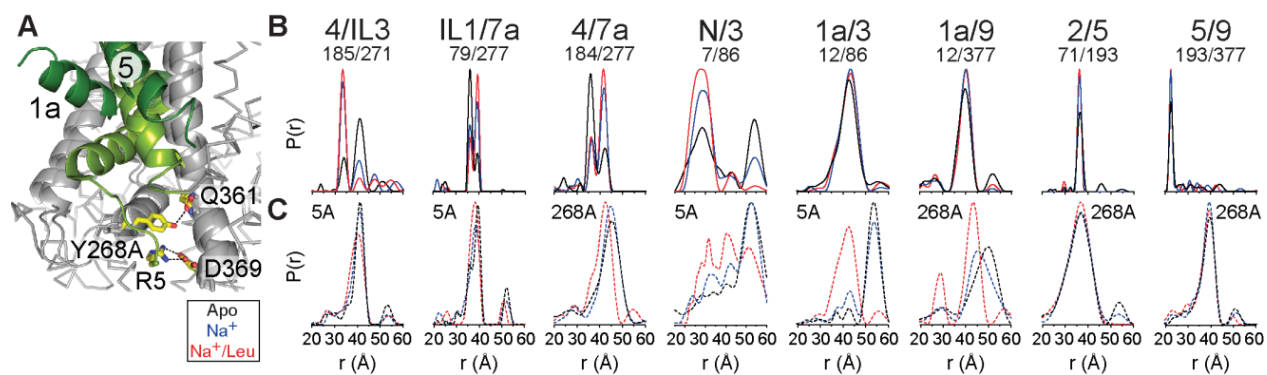 A
5
1a
Q361
Y268A
R5
D369
Apo
Na⁺
Na⁺/Leu
B
4/IL3
185/271
IL1/7a
79/277
4/7a
184/277
N/3
7/86
1a/3
12/86
1a/9
12/377
2/5
71/193
5/9
193/377
P(r)
C
5A
5A
268A
5A
5A
268A
268A
268A
P(r)
20 30 40 50 60
20 30 40 50 60
20 30 40 50 60
20 30 40 50 60
20 30 40 50 60
20 30 40 50 60
20 30 40 50 60
20 30 40 50 60
r (Å)
r (Å)
r (Å)
r (Å)
r (Å)
r (Å)
r (Å)
r (Å)